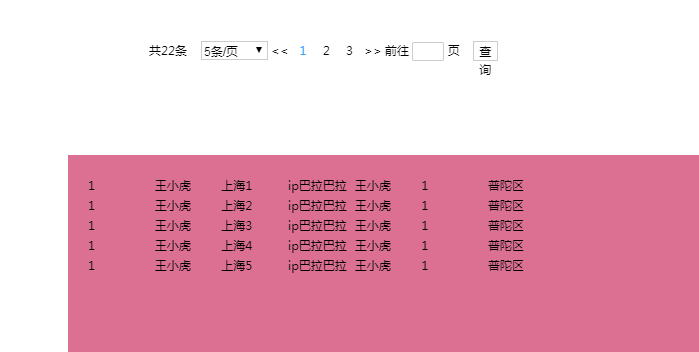 共22条 5条/页 << 1 2 3 >> 前往 页 查
询
1 王小虎 上海1 ip巴拉巴拉 王小虎 1 普陀区
1 王小虎 上海2 ip巴拉巴拉 王小虎 1 普陀区
1 王小虎 上海3 ip巴拉巴拉 王小虎 1 普陀区
1 王小虎 上海4 ip巴拉巴拉 王小虎 1 普陀区
1 王小虎 上海5 ip巴拉巴拉 王小虎 1 普陀区